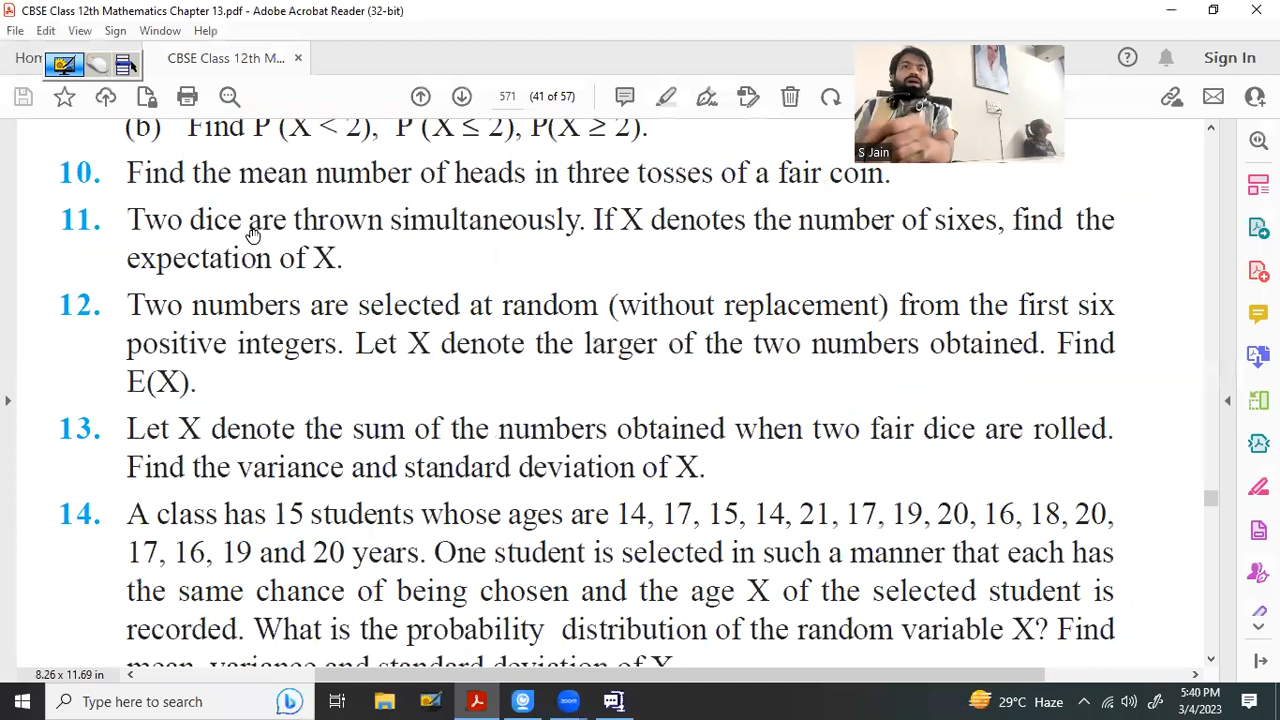 CBSE Class 12th Mathematics Chapter 13.pdf - Adobe Acrobat Reader (32-bit)
File Edit View Sign Window Help
CBSE Class 12th M...
Sign In
571 (41 of 57)
S Jain
(b) Find P (X < 2), P (X ≤ 2), P(X ≥ 2).
10. Find the mean number of heads in three tosses of a fair coin.
11. Two dice are thrown simultaneously. If X denotes the number of sixes, find the
expectation of X.
12. Two numbers are selected at random (without replacement) from the first six
positive integers. Let X denote the larger of the two numbers obtained. Find
E(X).
13. Let X denote the sum of the numbers obtained when two fair dice are rolled.
Find the variance and standard deviation of X.
14. A class has 15 students whose ages are 14, 17, 15, 14, 21, 17, 19, 20, 16, 18, 20,
17, 16, 19 and 20 years. One student is selected in such a manner that each has
the same chance of being chosen and the age X of the selected student is
recorded. What is the probability distribution of the random variable X? Find
mean, variance and standard deviation of X.
8.26 x 11.69 in
Type here to search
29°C Haze
5:40 PM
3/4/2023